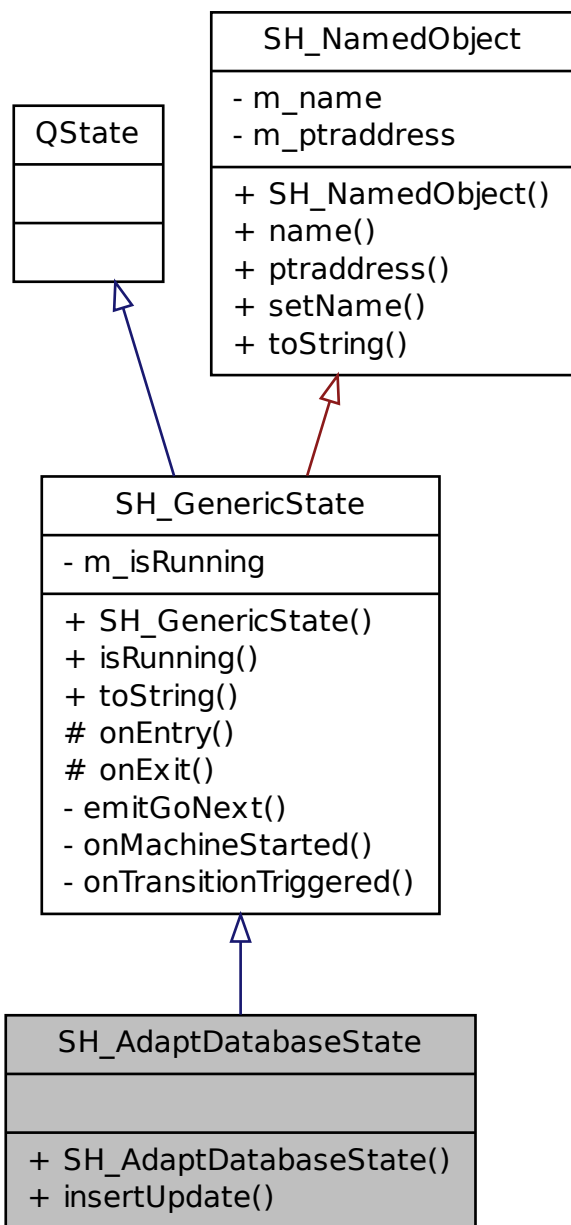 SH_NamedObject
- m_name
- m_ptraddress
+ SH_NamedObject()
+ name()
+ ptraddress()
+ setName()
+ toString()
QState
SH_GenericState
- m_isRunning
+ SH_GenericState()
+ isRunning()
+ toString()
# onEntry()
# onExit()
- emitGoNext()
- onMachineStarted()
- onTransitionTriggered()
SH_AdaptDatabaseState
+ SH_AdaptDatabaseState()
+ insertUpdate()